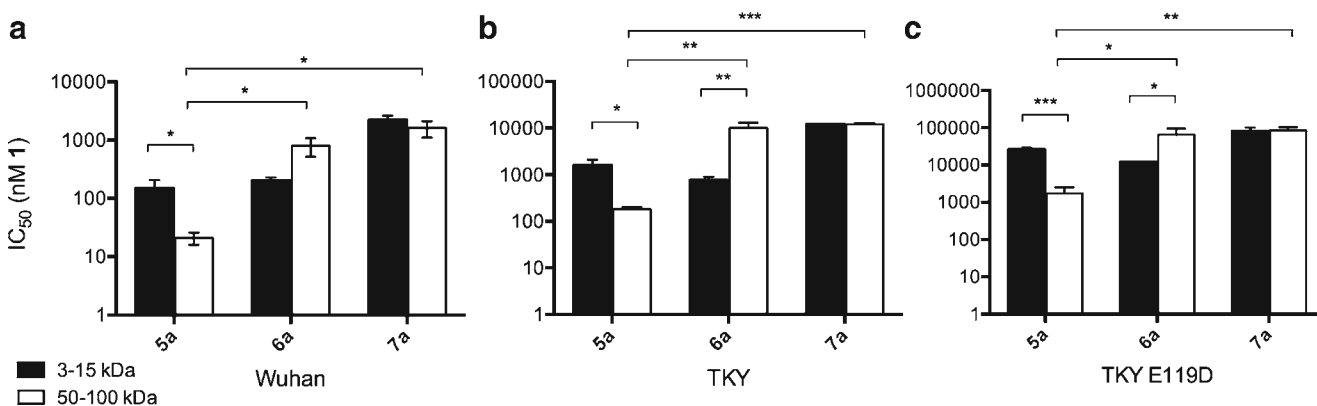 a
IC50 (nM 1)
10000
1000
100
10
1
*
*
*
5a
6a
7a
Wuhan
3-15 kDa
50-100 kDa
b
100000
10000
1000
100
10
1
***
**
**
*
5a
6a
7a
TKY
c
1000000
100000
10000
1000
100
10
1
**
*
*
***
5a
6a
7a
TKY E119D